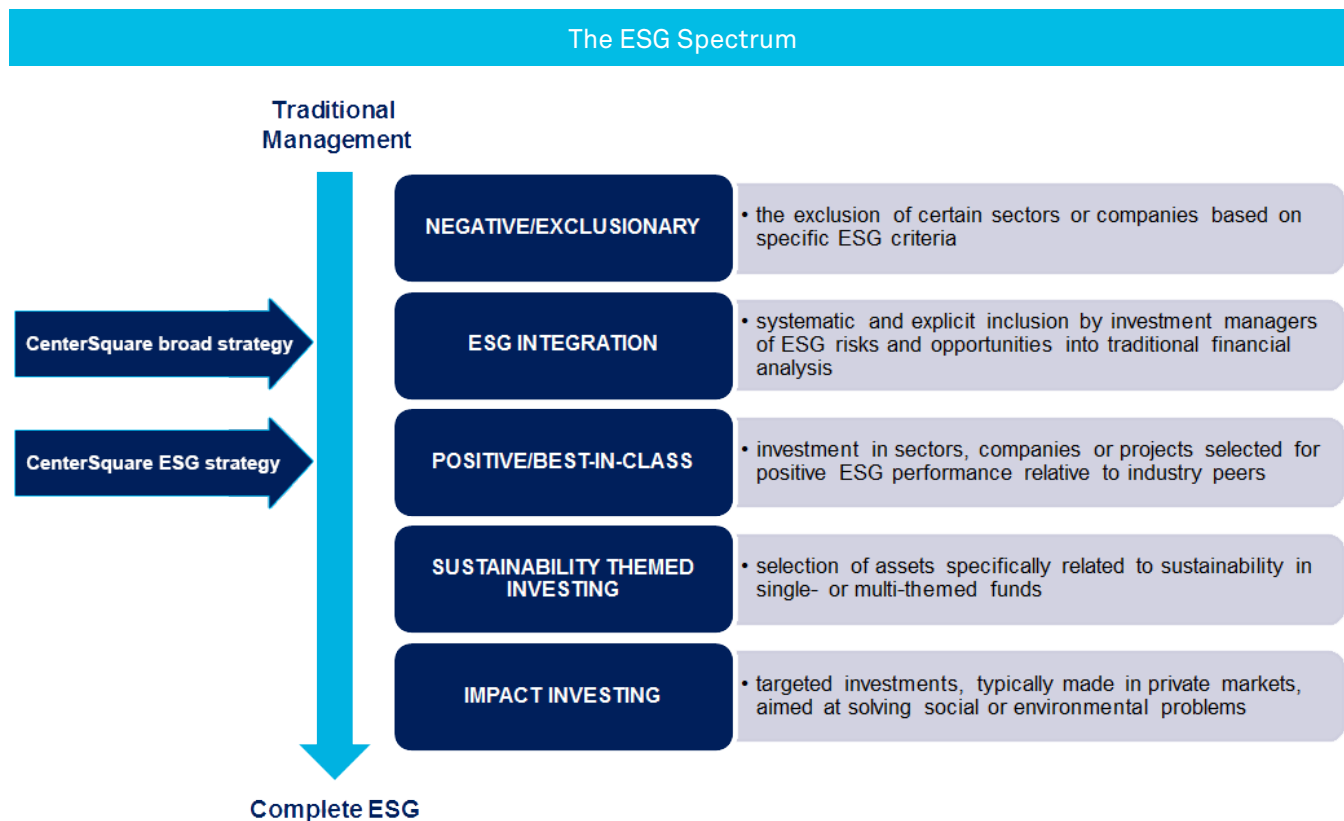 The ESG Spectrum
Traditional
Management
NEGATIVE/EXCLUSIONARY
• the exclusion of certain sectors or companies based on
specific ESG criteria
CenterSquare broad strategy
ESG INTEGRATION
• systematic and explicit inclusion by investment managers
of ESG risks and opportunities into traditional financial
analysis
CenterSquare ESG strategy
POSITIVE/BEST-IN-CLASS
• investment in sectors, companies or projects selected for
positive ESG performance relative to industry peers
SUSTAINABILITY THEMED
INVESTING
• selection of assets specifically related to sustainability in
single- or multi-themed funds
IMPACT INVESTING
• targeted investments, typically made in private markets,
aimed at solving social or environmental problems
Complete ESG